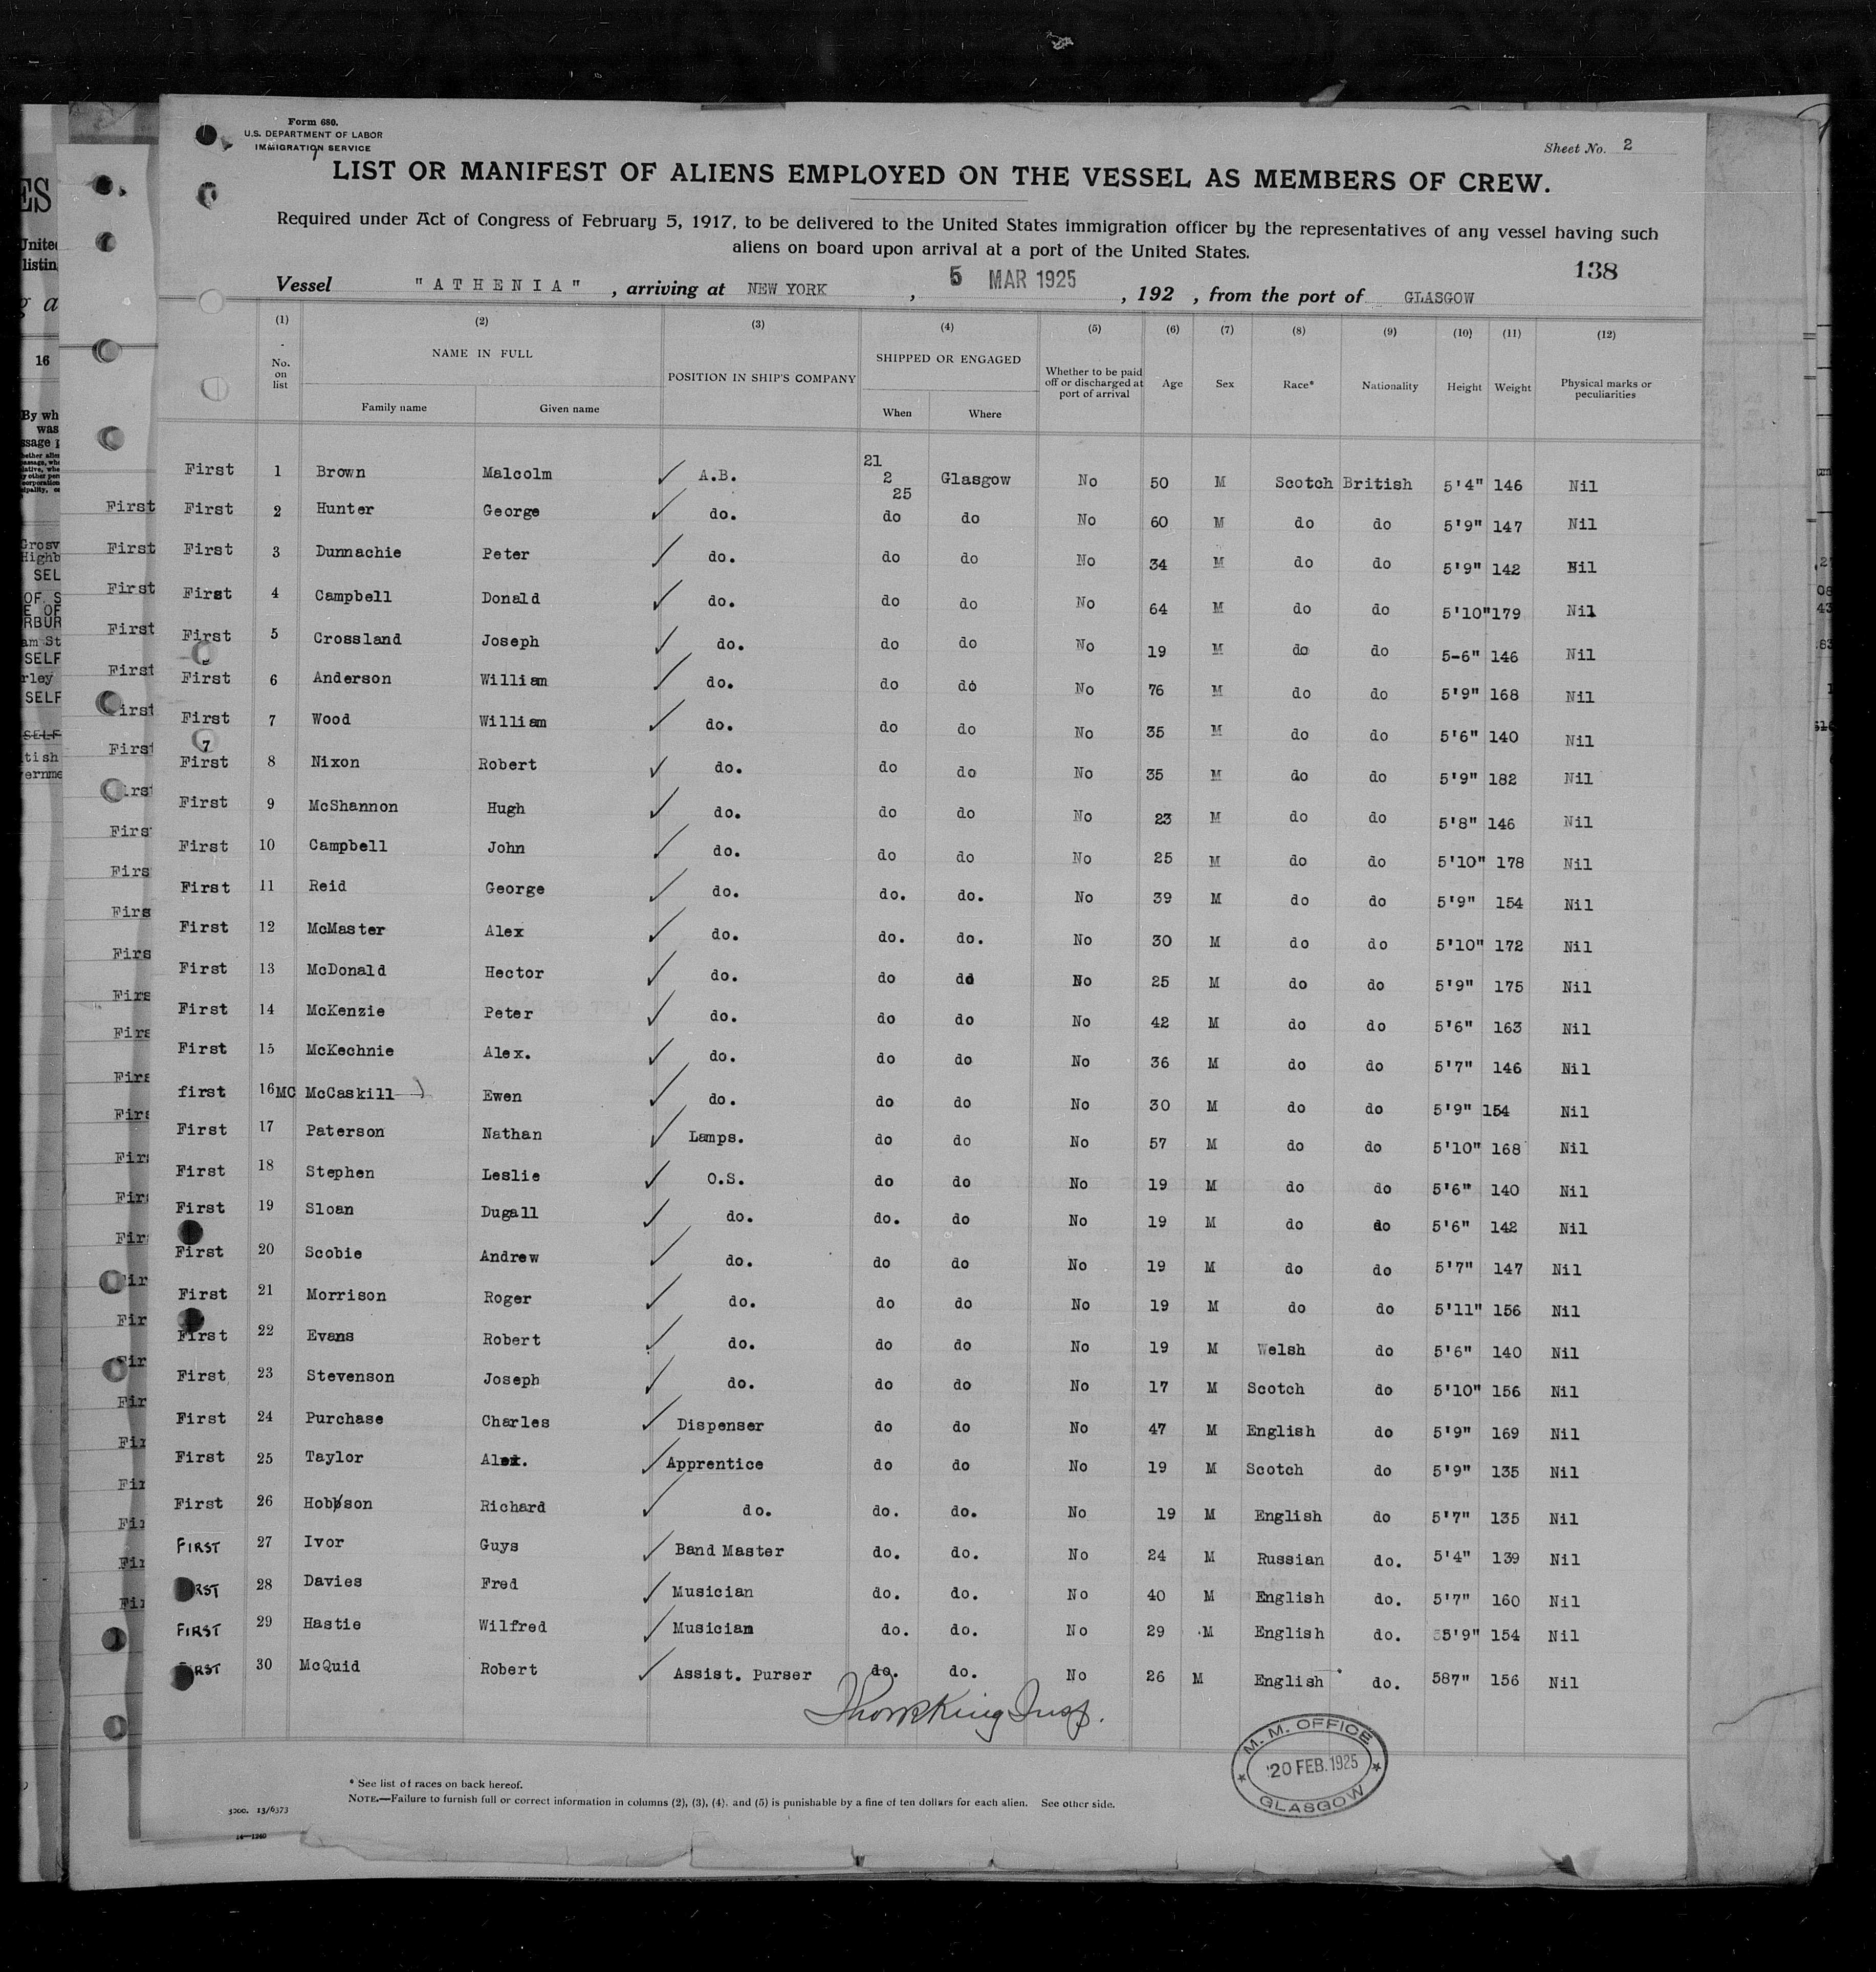 Form 680.
U.S. DEPARTMENT OF LABOR
IMMIGRATION SERVICE
Sheet No. 2
LIST OR MANIFEST OF ALIENS EMPLOYED ON THE VESSEL AS MEMBERS OF CREW.
Required under Act of Congress of February 5, 1917, to be delivered to the United States immigration officer by the representatives of any vessel having such
aliens on board upon arrival at a port of the United States.
138
Vessel "ATHENIA" , arriving at NEW YORK , 5 MAR 1925 , 192 , from the port of GLASGOW
(1) (2) (3) (4) (5) (6) (7) (8) (9) (10) (11) (12)
No. on list NAME IN FULL Family name Given name POSITION IN SHIP'S COMPANY SHIPPED OR ENGAGED When Where Whether to be paid off or discharged at port of arrival Age Sex Race* Nationality Height Weight Physical marks or peculiarities
First 1 Brown Malcolm ✓ A.B. 21 2 25 Glasgow No 50 M Scotch British 5'4" 146 Nil
First 2 Hunter George ✓ do. do do No 60 M do do 5'9" 147 Nil
First 3 Dunnachie Peter ✓ do. do do No 34 M do do 5'9" 142 Nil
First 4 Campbell Donald ✓ do. do do No 64 M do do 5'10" 179 Nil
First 5 Crossland Joseph ✓ do. do do No 19 M do do 5-6" 146 Nil
First 6 Anderson William ✓ do. do do No 76 M do do 5'9" 168 Nil
First 7 Wood William ✓ do. do do No 35 M do do 5'6" 140 Nil
First 8 Nixon Robert ✓ do. do do No 35 M do do 5'9" 182 Nil
First 9 McShannon Hugh ✓ do. do do No 23 M do do 5'8" 146 Nil
First 10 Campbell John ✓ do. do do No 25 M do do 5'10" 178 Nil
First 11 Reid George ✓ do. do. do. No 39 M do do 5'9" 154 Nil
First 12 McMaster Alex ✓ do. do. do. No 30 M do do 5'10" 172 Nil
First 13 McDonald Hector ✓ do. do do No 25 M do do 5'9" 175 Nil
First 14 McKenzie Peter ✓ do. do do No 42 M do do 5'6" 163 Nil
First 15 McKechnie Alex. ✓ do. do do No 36 M do do 5'7" 146 Nil
first 16 MC McCaskill Ewen ✓ do. do do No 30 M do do 5'9" 154 Nil
First 17 Paterson Nathan ✓ Lamps. do do No 57 M do do 5'10" 168 Nil
First 18 Stephen Leslie ✓ O.S. do do No 19 M do do 5'6" 140 Nil
First 19 Sloan Dugall ✓ do. do. do No 19 M do do 5'6" 142 Nil
First 20 Scobie Andrew ✓ do. do do No 19 M do do 5'7" 147 Nil
First 21 Morrison Roger ✓ do. do do No 19 M do do 5'11" 156 Nil
First 22 Evans Robert ✓ do. do do No 19 M Welsh do 5'6" 140 Nil
First 23 Stevenson Joseph ✓ do. do do No 17 M Scotch do 5'10" 156 Nil
First 24 Purchase Charles ✓ Dispenser do do No 47 M English do 5'9" 169 Nil
First 25 Taylor Alex. ✓ Apprentice do do No 19 M Scotch do 5'9" 135 Nil
First 26 Hobson Richard ✓ do. do. do. No 19 M English do 5'7" 135 Nil
FIRST 27 Ivor Guys ✓ Band Master do. do. No 24 M Russian do. 5'4" 139 Nil
RST 28 Davies Fred ✓ Musician do. do. No 40 M English do. 5'7" 160 Nil
FIRST 29 Hastie Wilfred ✓ Musician do. do. No 29 M English do. 5'9" 154 Nil
RST 30 McQuid Robert ✓ Assist. Purser do. do. No 26 M English do. 587" 156 Nil
M. M. OFFICE
20 FEB. 1925
GLASGOW
* See list of races on back hereof.
NOTE.—Failure to furnish full or correct information in columns (2), (3), (4), and (5) is punishable by a fine of ten dollars for each alien. See other side.
3000. 13/6373
14—1240